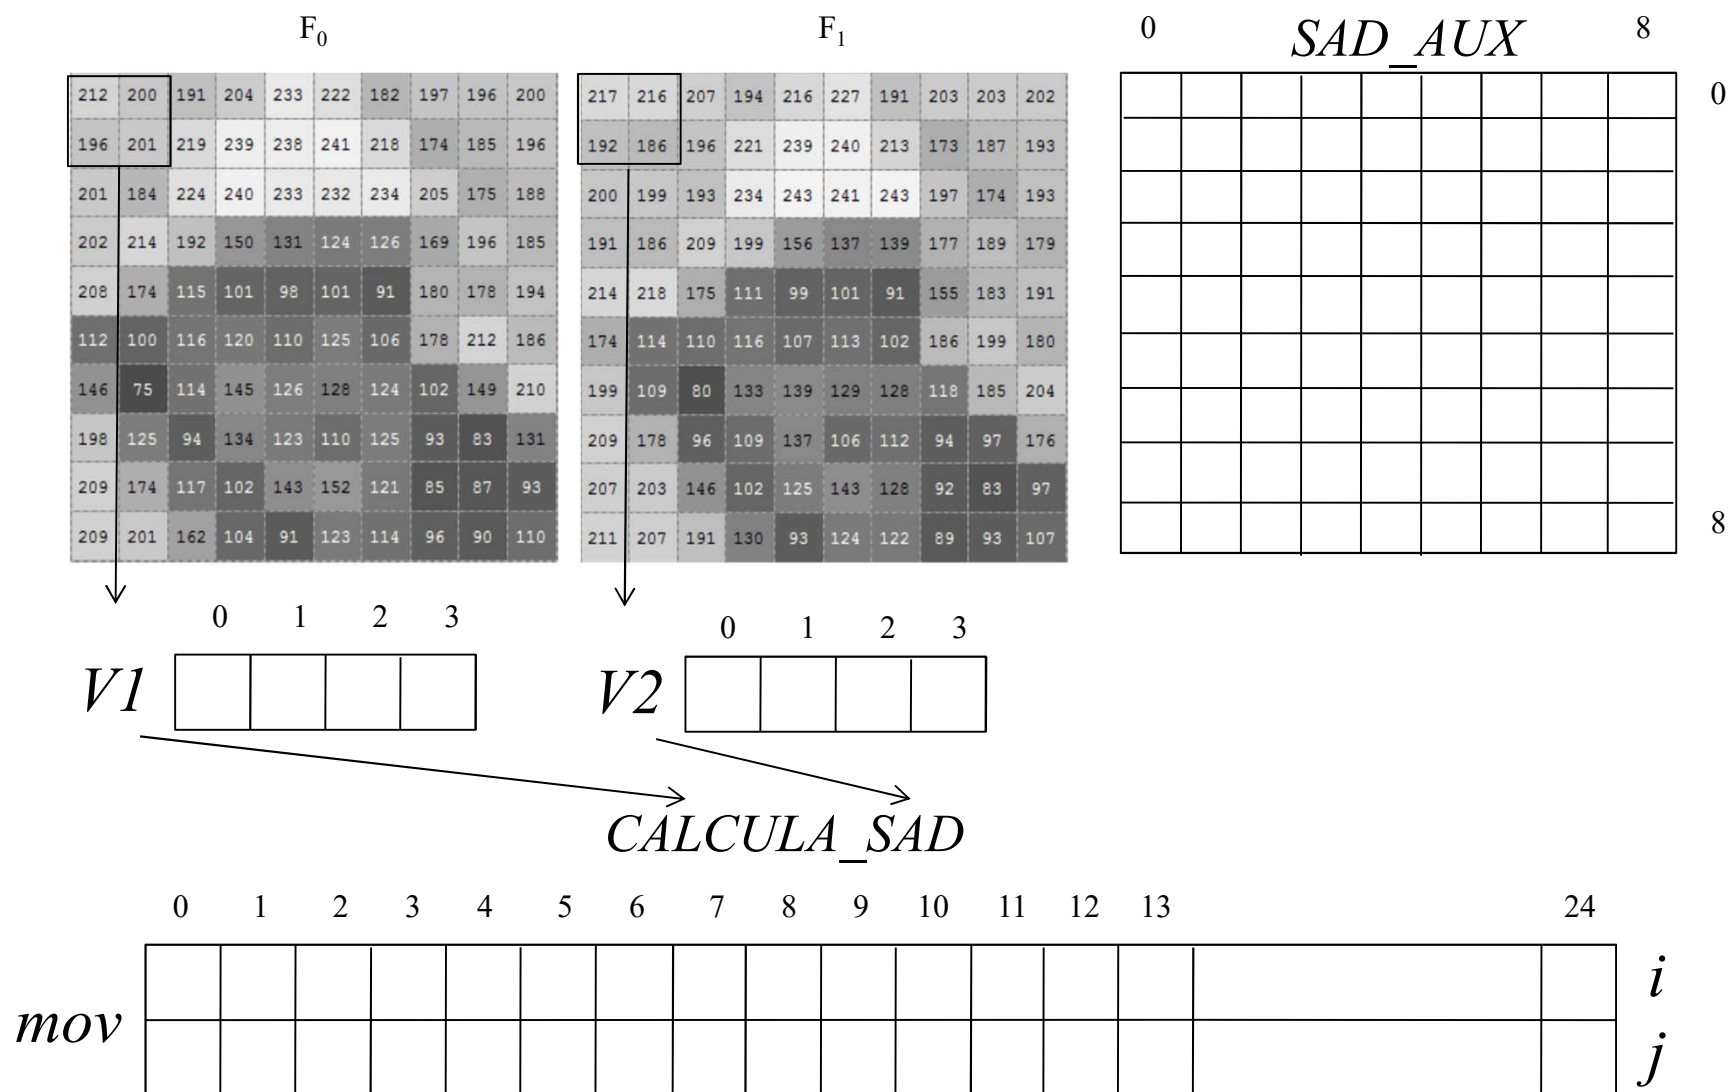 F0 F1 0 SAD_AUX 8
212 200 191 204 233 222 182 197 196 200
196 201 219 239 238 241 218 174 185 196
201 184 224 240 233 232 234 205 175 188
202 214 192 150 131 124 126 169 196 185
208 174 115 101 98 101 91 180 178 194
112 100 116 120 110 125 106 178 212 186
146 75 114 145 126 128 124 102 149 210
198 125 94 134 123 110 125 93 83 131
209 174 117 102 143 152 121 85 87 93
209 201 162 104 91 123 114 96 90 110
217 216 207 194 216 227 191 203 203 202
192 186 196 221 239 240 213 173 187 193
200 199 193 234 243 241 243 197 174 193
191 186 209 199 156 137 139 177 189 179
214 218 175 111 99 101 91 155 183 191
174 114 110 116 107 113 102 186 199 180
199 109 80 133 139 129 128 118 185 204
209 178 96 109 137 106 112 94 97 176
207 203 146 102 125 143 128 92 83 97
211 207 191 130 93 124 122 89 93 107
0
8
0 1 2 3
V1
0 1 2 3
V2
CALCULA_SAD
0 1 2 3 4 5 6 7 8 9 10 11 12 13 24
i
mov
j